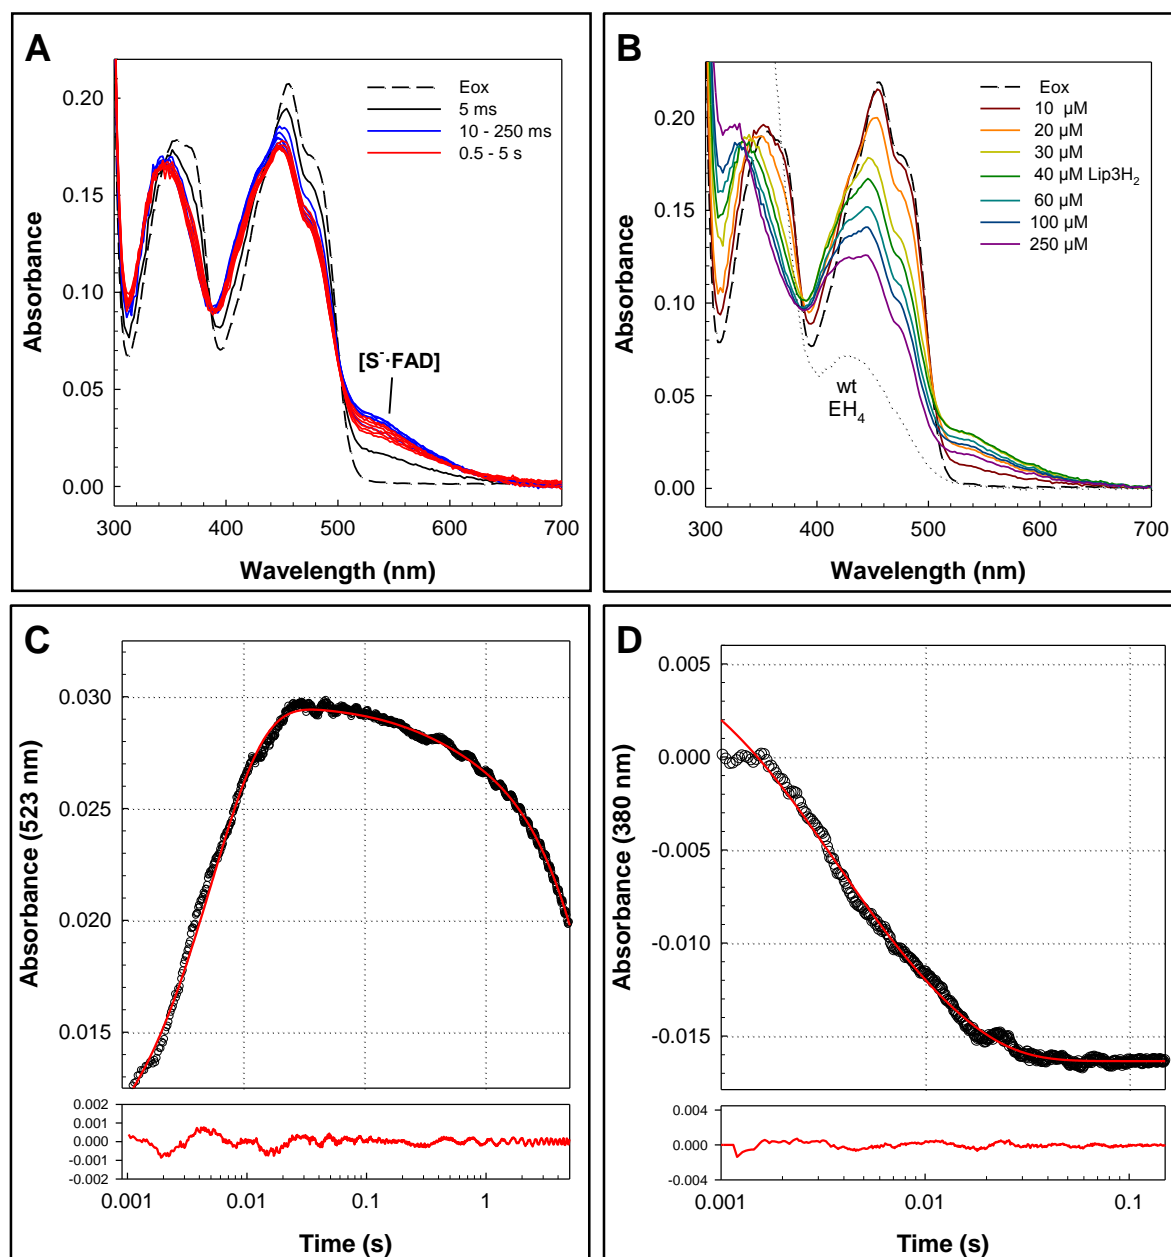 A
Eox
5 ms
10 - 250 ms
0.5 - 5 s
[S⁻·FAD]
0.20
0.15
0.10
0.05
0.00
Absorbance
300 400 500 600 700
Wavelength (nm)
B
Eox
10 µM
20 µM
30 µM
40 µM Lip3H₂
60 µM
100 µM
250 µM
wt
EH₄
0.20
0.15
0.10
0.05
0.00
Absorbance
300 400 500 600 700
Wavelength (nm)
C
0.030
0.025
0.020
0.015
Absorbance (523 nm)
0.002
0.001
0.000
-0.001
-0.002
0.001 0.01 0.1 1
Time (s)
D
0.005
0.000
-0.005
-0.010
-0.015
Absorbance (380 nm)
0.004
0.000
-0.004
0.001 0.01 0.1
Time (s)